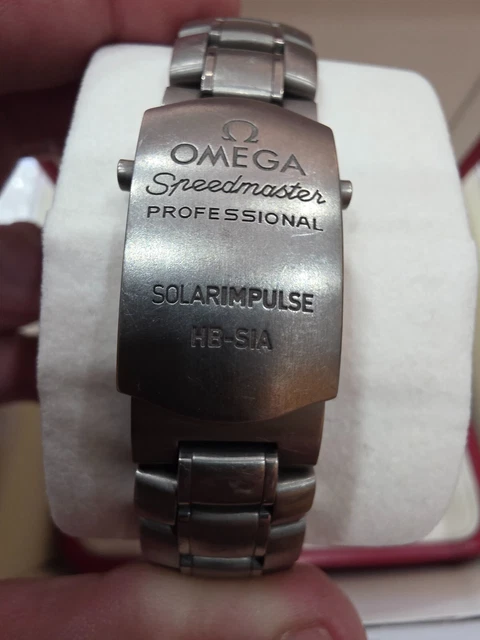 Ω
OMEGA
Speedmaster
PROFESSIONAL
SOLARIMPULSE
HB-SIA